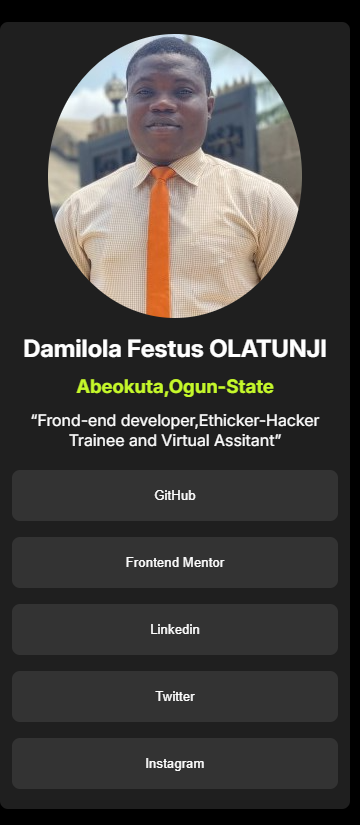 Damilola Festus OLATUNJI
Abeokuta,Ogun-State
“Frond-end developer,Ethicker-Hacker
Trainee and Virtual Assitant”
GitHub
Frontend Mentor
Linkedin
Twitter
Instagram